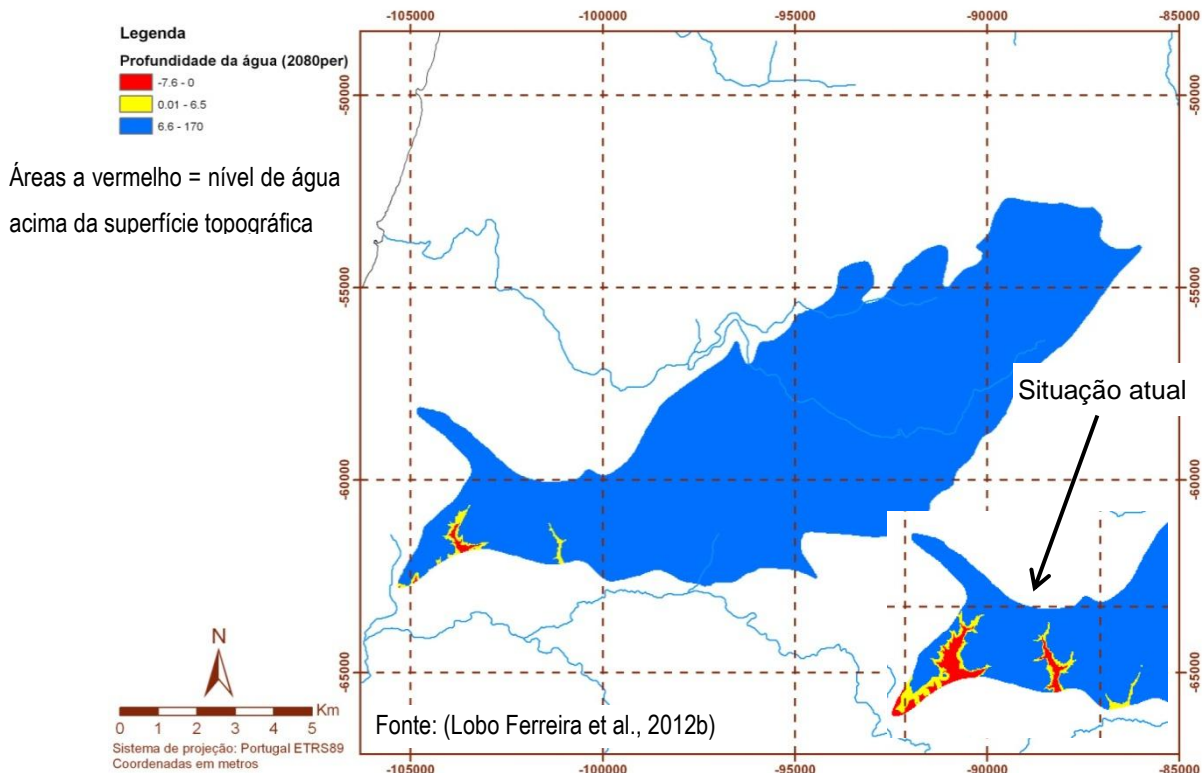 Legenda
Profundidade da água (2080per)
-7.6 - 0
0.01 - 6.5
6.6 - 170
Áreas a vermelho = nível de água
acima da superfície topográfica
-105000
-100000
-95000
-90000
-85000
-50000
-50000
-55000
-55000
-60000
-60000
-65000
-65000
Situação atual
N
Km
0 1 2 3 4 5
Sistema de projeção: Portugal ETRS89
Coordenadas em metros
Fonte: (Lobo Ferreira et al., 2012b)
-105000
-100000
-95000
-90000
-85000